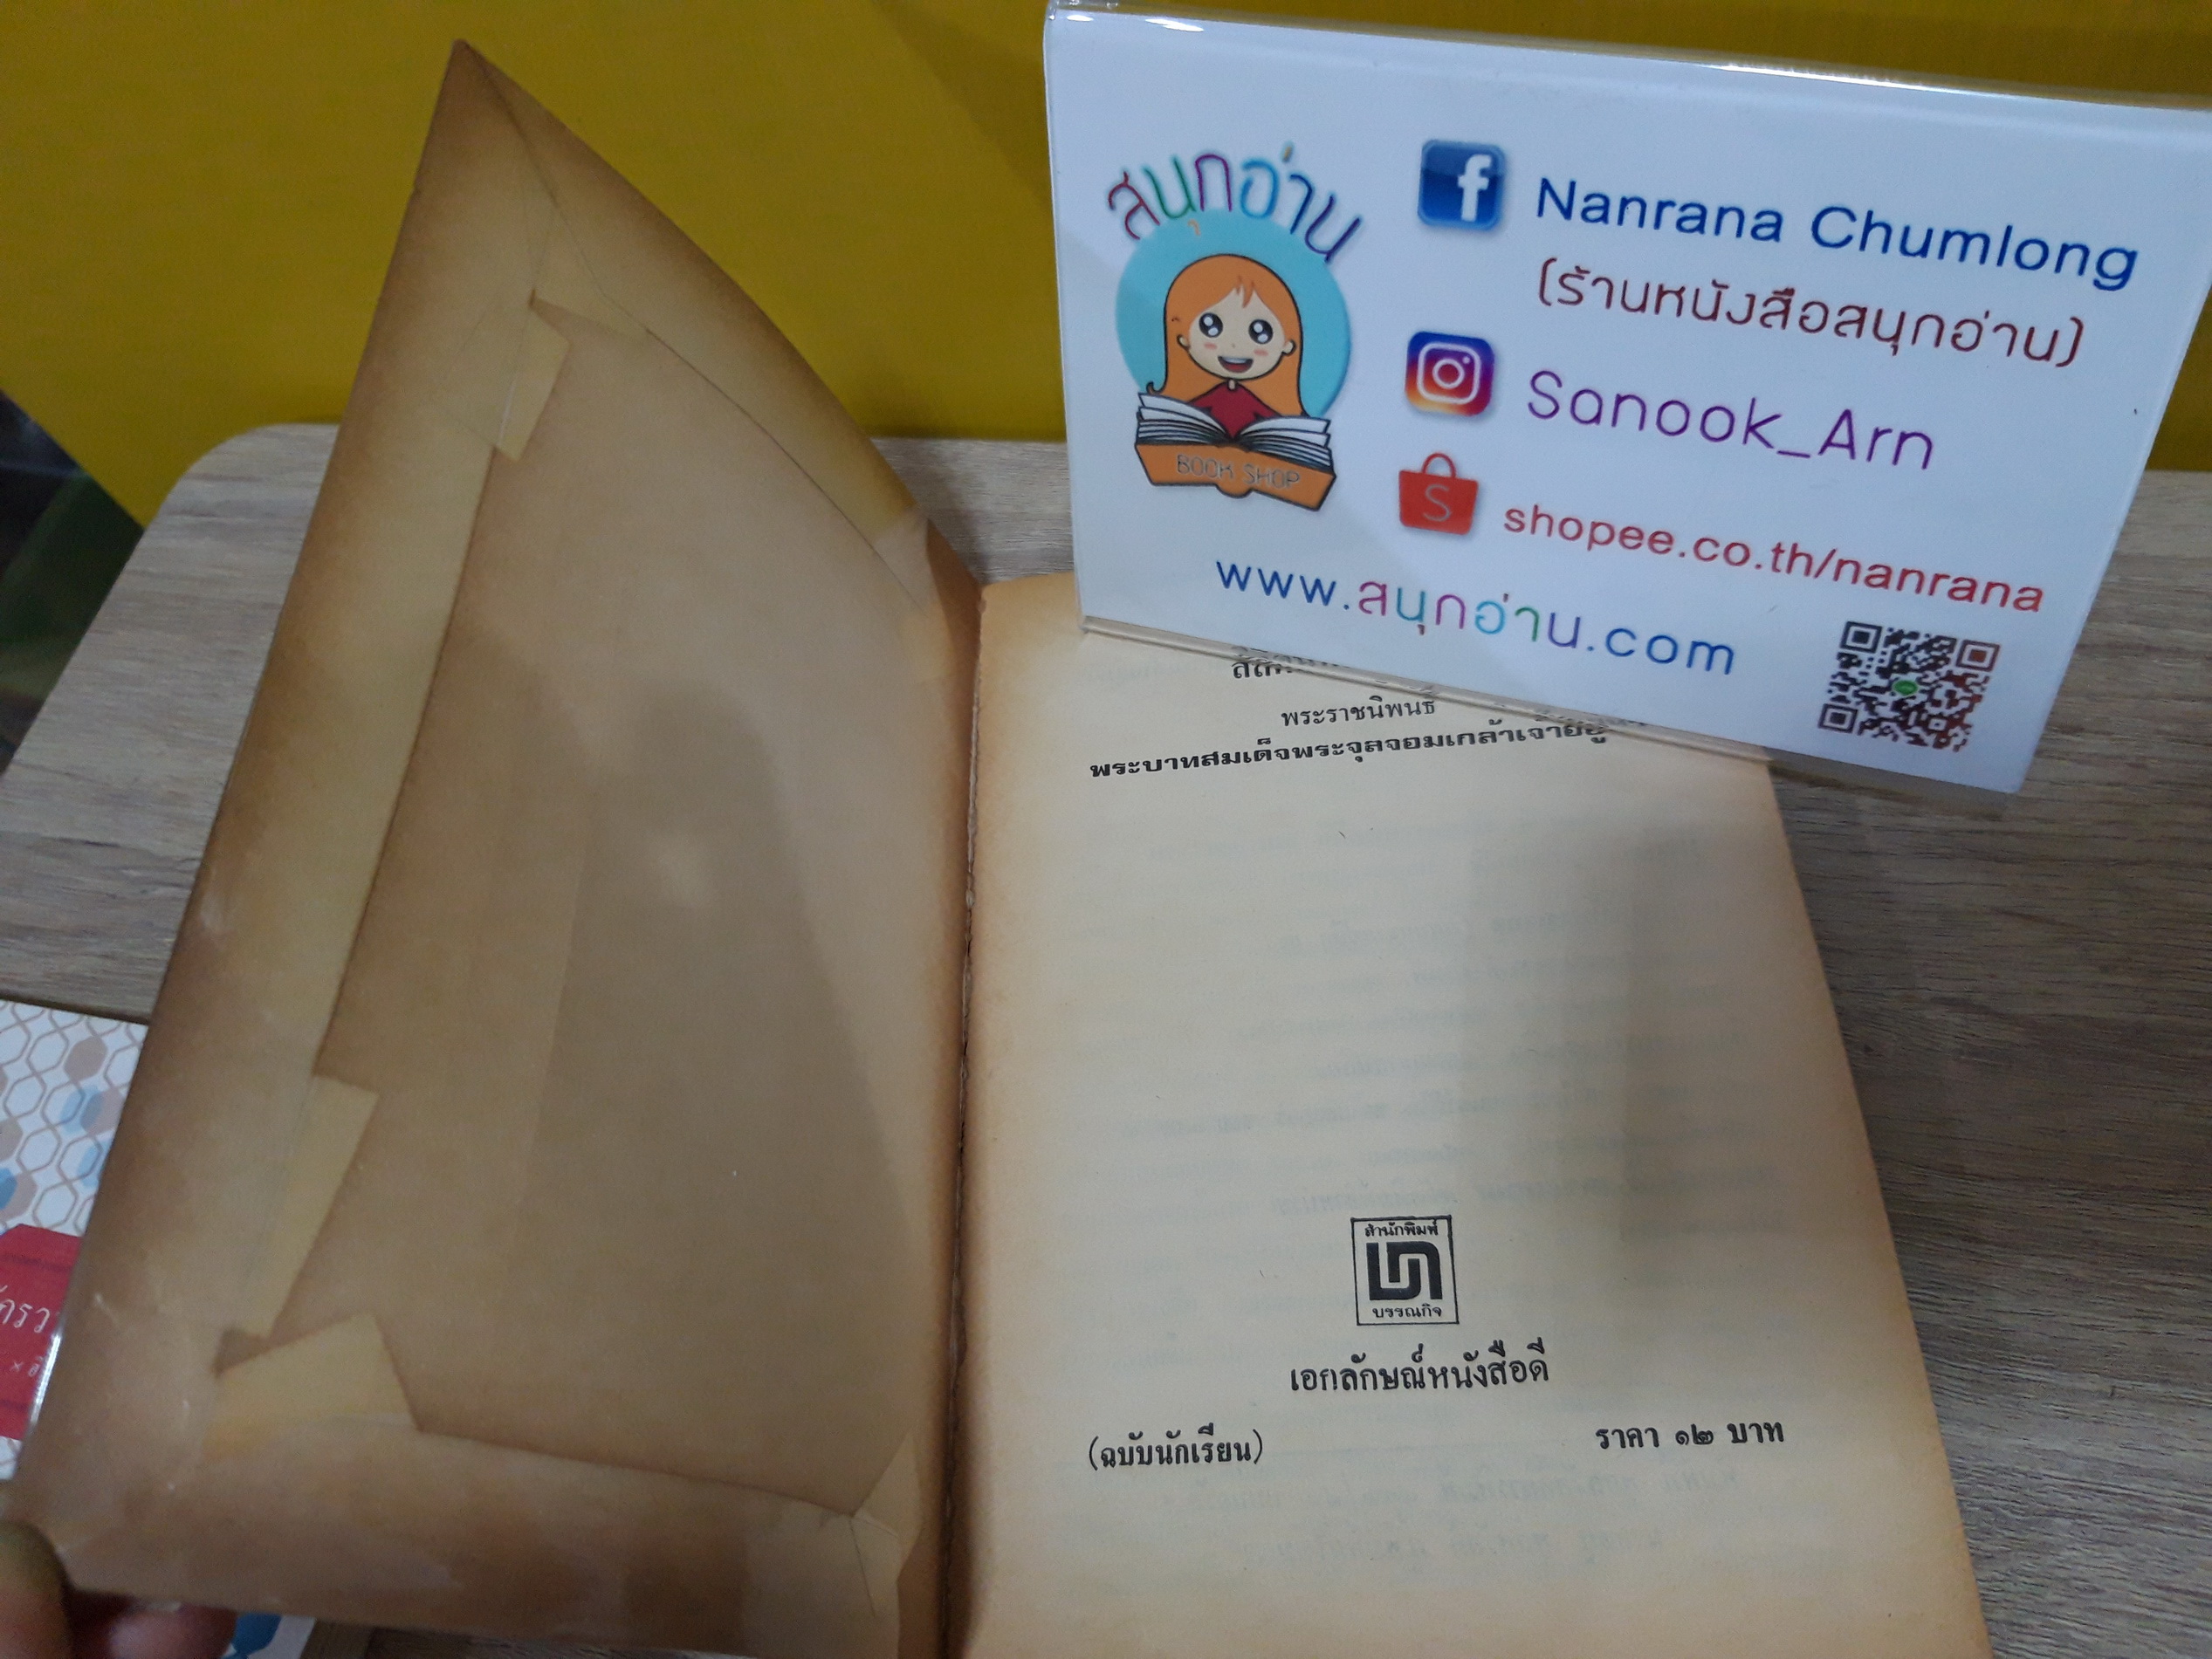 สนุกอ่าน
BOOK SHOP
Nanrana Chumlong
(ร้านหนังสือสนุกอ่าน)
Sanook_Arn
S
shopee.co.th/nanrana
www.สนุกอ่าน.com
พระราชนิพนธ์
พระบาทสมเด็จพระจุลจอมเกล้าเจ้าอยู่
สำนักพิมพ์
บรรณกิจ
เอกลักษณ์หนังสือดี
(ฉบับนักเรียน)
ราคา ๑๒ บาท